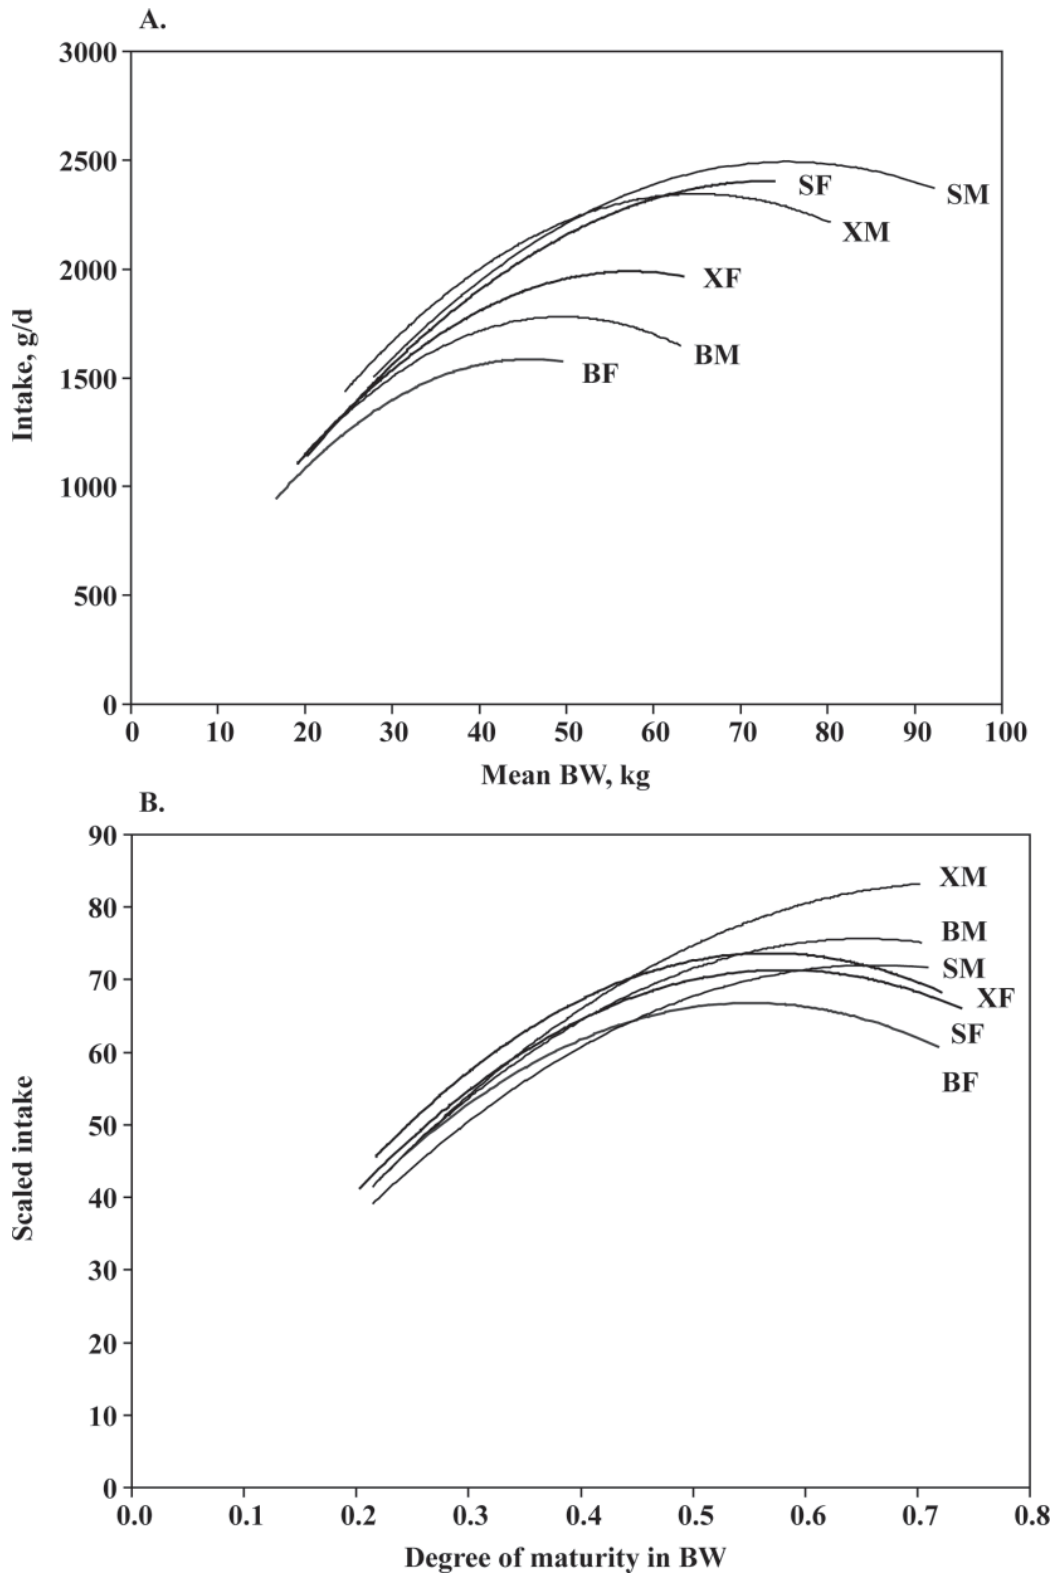 A.
3000
2500
2000
1500
1000
500
0
Intake, g/d
SF
SM
XM
XF
BM
BF
0 10 20 30 40 50 60 70 80 90 100
Mean BW, kg
B.
90
80
70
60
50
40
30
20
10
0
Scaled intake
XM
BM
SM
XF
SF
BF
0.0 0.2 0.3 0.4 0.5 0.6 0.7 0.8
Degree of maturity in BW